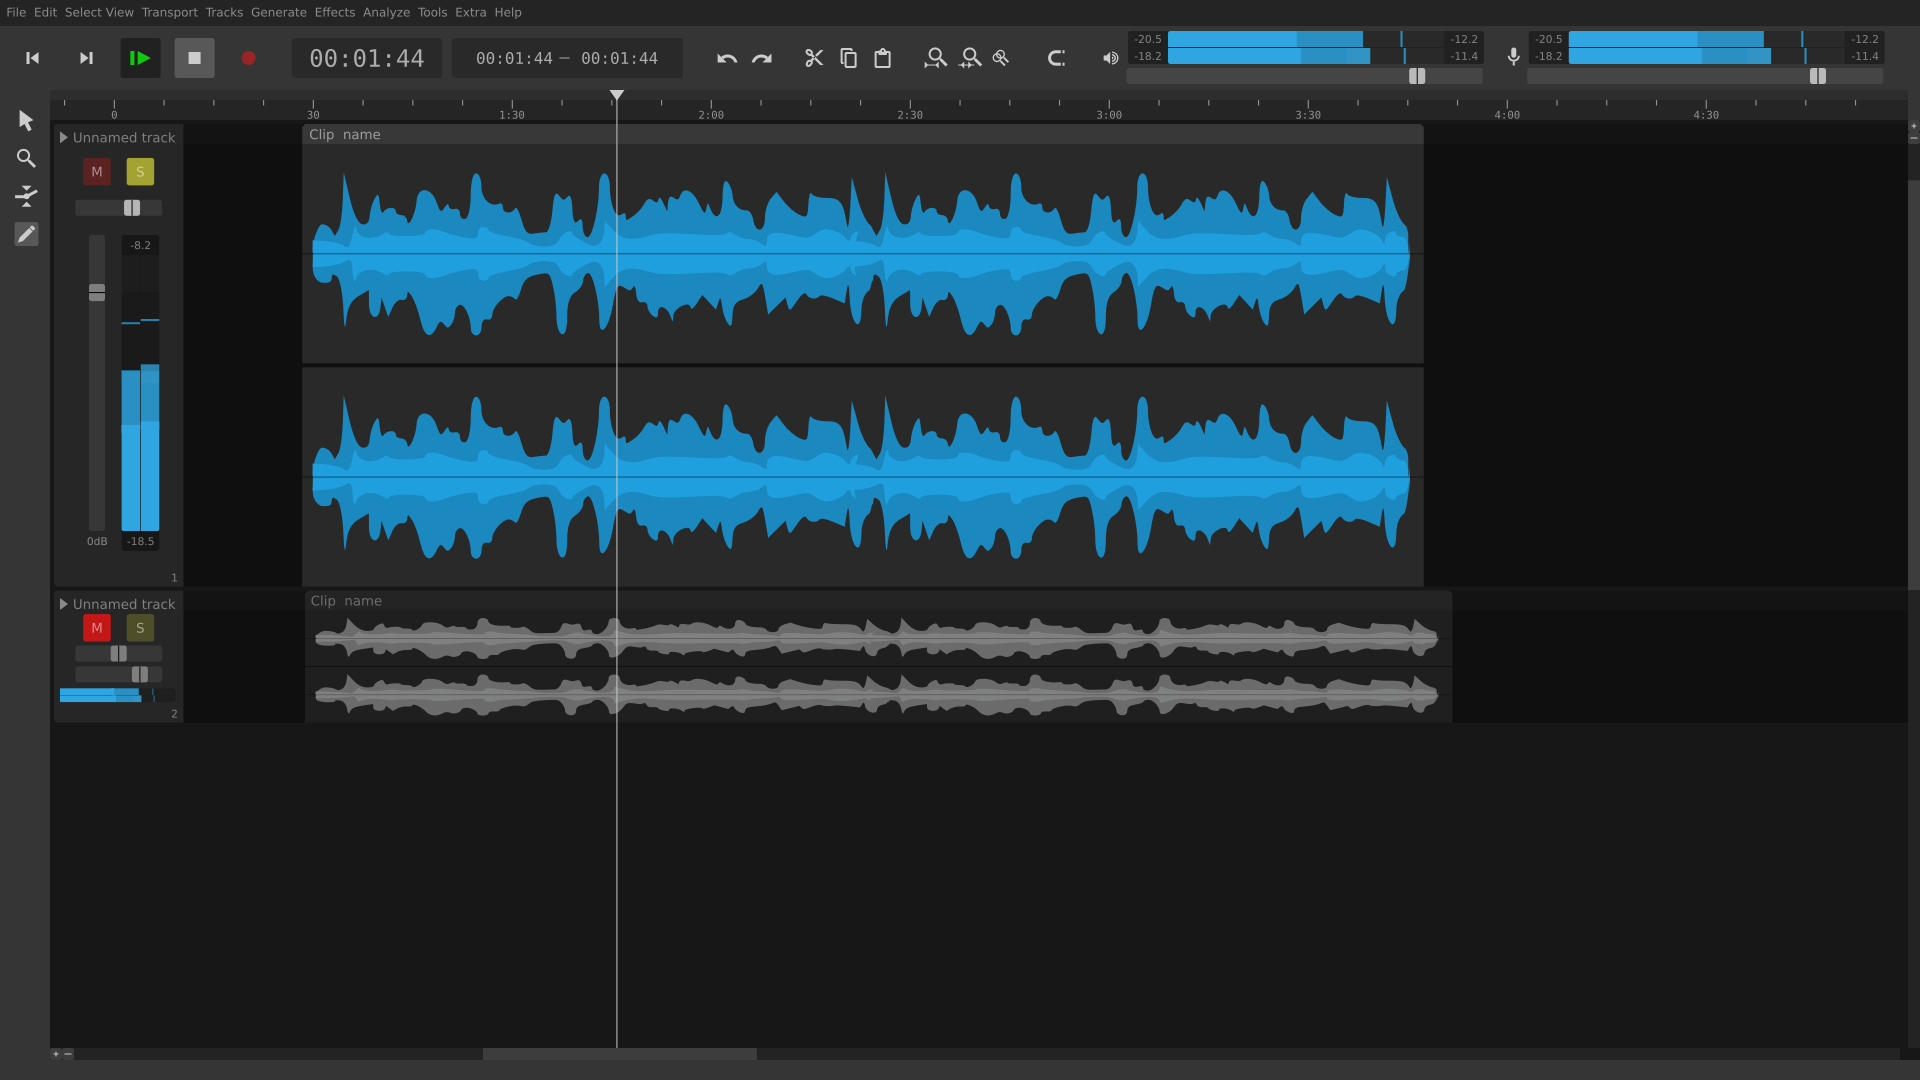 File Edit Select View Transport Tracks Generate Effects Analyze Tools Extra Help
00:01:44
00:01:44 – 00:01:44
-20.5 -12.2
-18.2 -11.4
-20.5 -12.2
-18.2 -11.4
0 30 1:30 2:00 2:30 3:00 3:30 4:00 4:30
Unnamed track
Clip name
M S
-8.2
0dB -18.5
1
Unnamed track
Clip name
M S
2